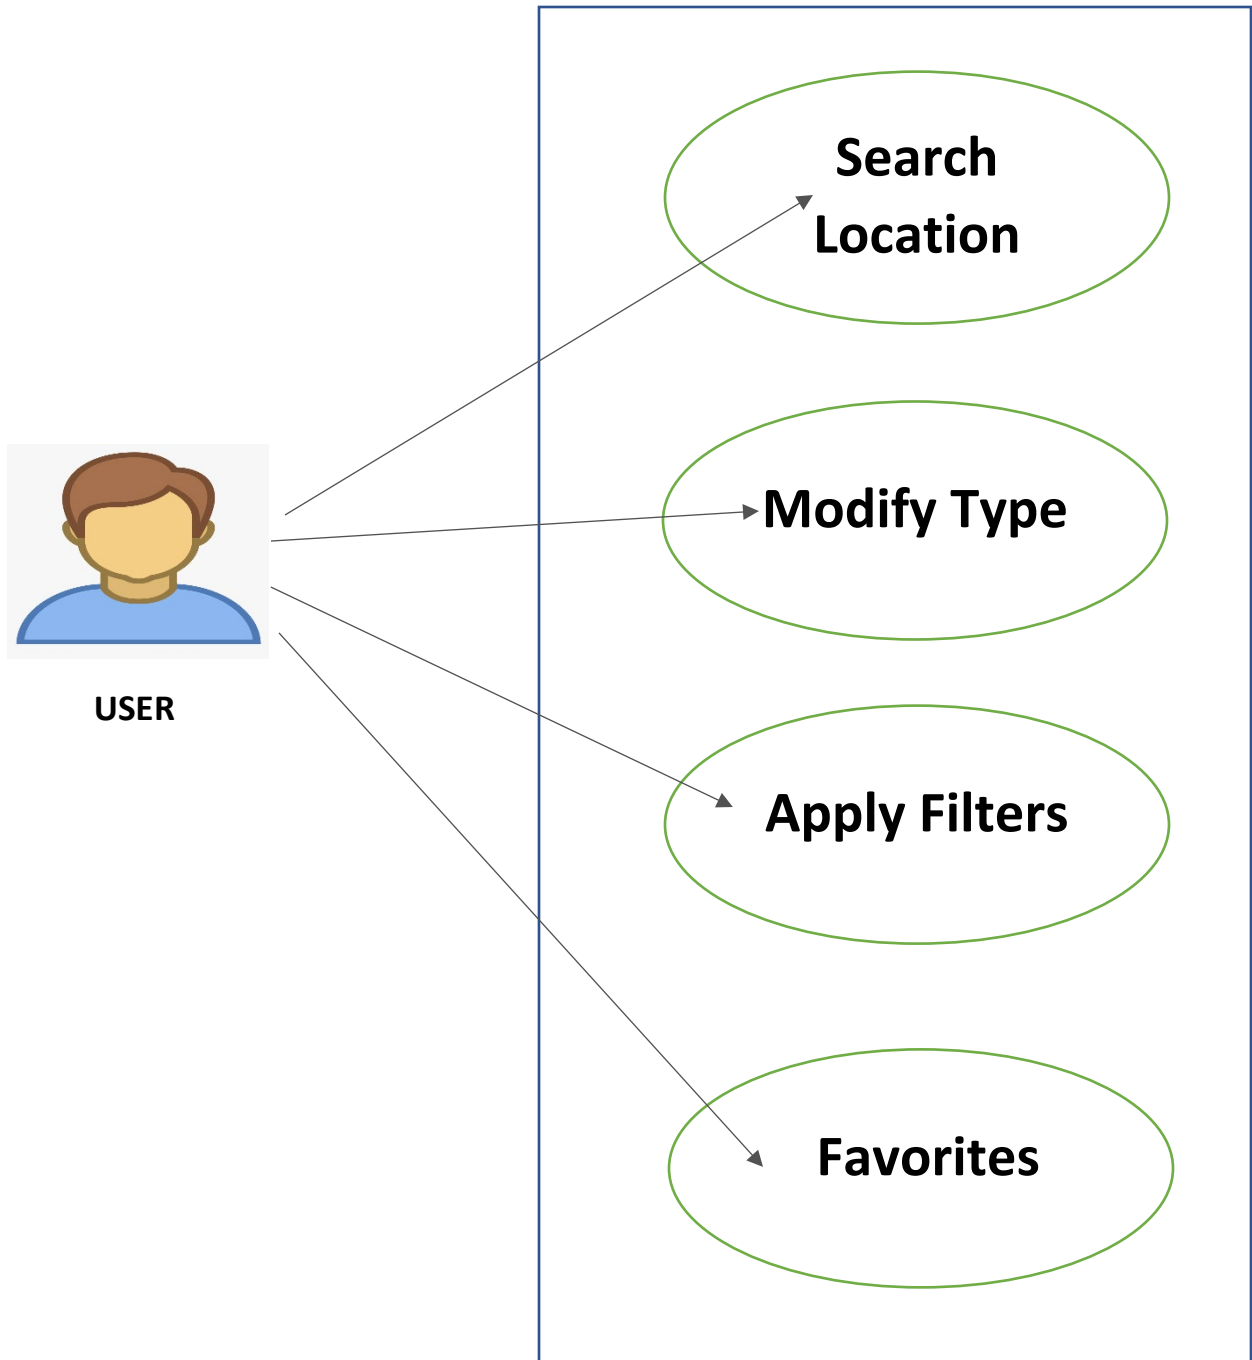 Search
Location
Modify Type
USER
Apply Filters
Favorites